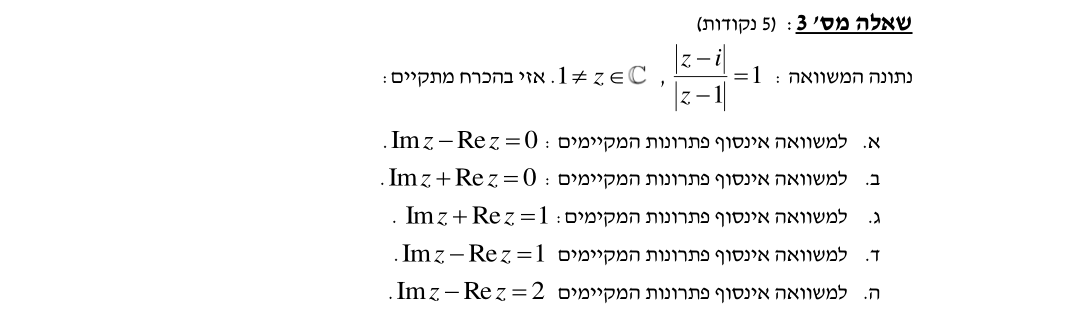 שאלה מס׳ 3 : (5 נקודות)
נתונה המשוואה : |z − i| / |z − 1| = 1 , 1 ≠ z ∈ ℂ. אזי בהכרח מתקיים :
א. למשוואה אינסוף פתרונות המקיימים : Im z − Re z = 0 .
ב. למשוואה אינסוף פתרונות המקיימים : Im z + Re z = 0 .
ג. למשוואה אינסוף פתרונות המקימים : Im z + Re z = 1 .
ד. למשוואה אינסוף פתרונות המקיימים Im z − Re z = 1 .
ה. למשוואה אינסוף פתרונות המקיימים Im z − Re z = 2 .